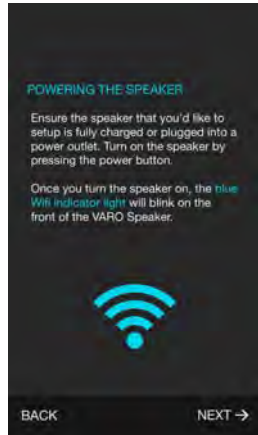 POWERING THE SPEAKER
Ensure the speaker that you'd like to
setup is fully charged or plugged into a
power outlet. Turn on the speaker by
pressing the power button.
Once you turn the speaker on, the blue
Wifi indicator light will blink on the
front of the VARO Speaker.
BACK
NEXT →